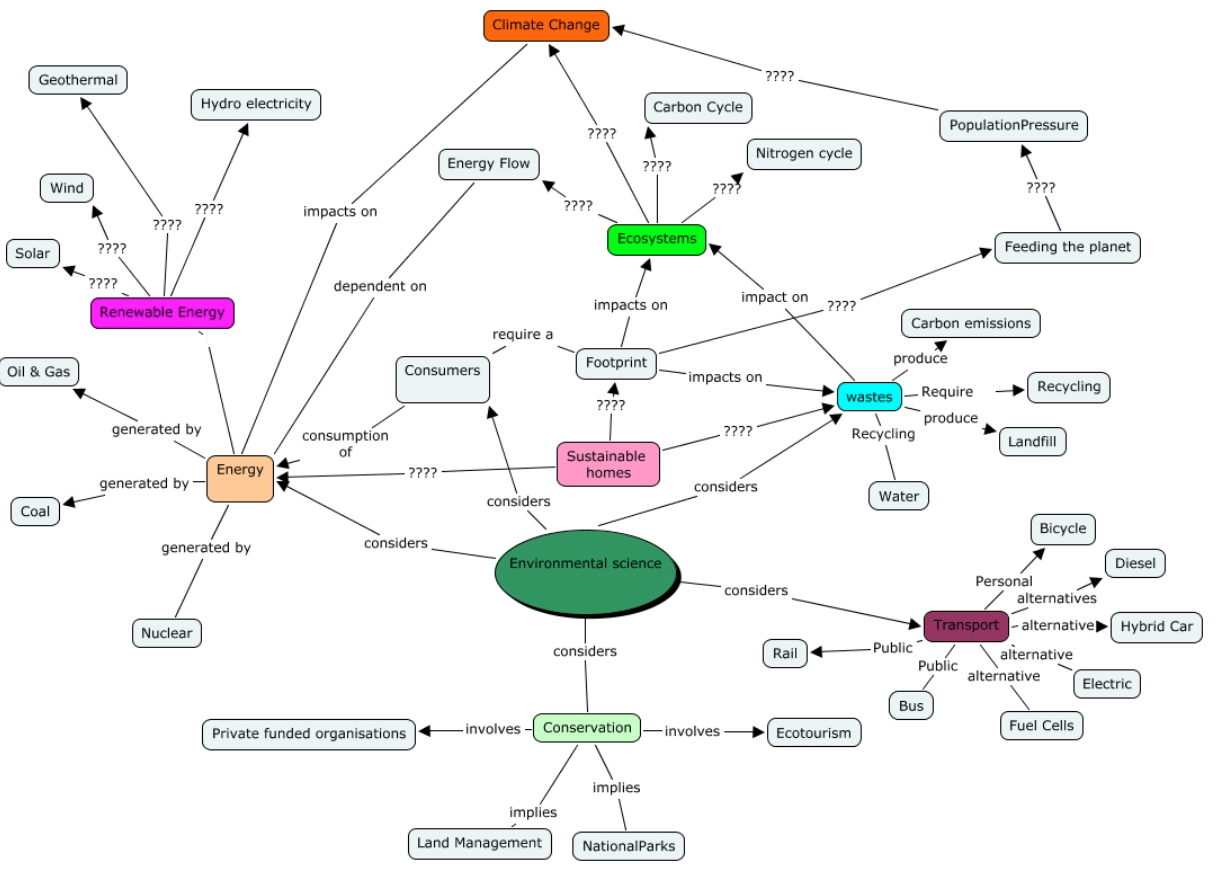 Climate Change
????
Geothermal
Hydro electricity
Carbon Cycle
PopulationPressure
????
Energy Flow
Nitrogen cycle
????
Wind
????
????
????
impacts on
????
????
Ecosystems
Feeding the planet
Solar
????
????
dependent on
impacts on
impact on
????
Renewable Energy
Carbon emissions
require a
produce
Oil & Gas
Consumers
Footprint
impacts on
wastes
Require
Recycling
????
produce
generated by
consumption
of
????
Recycling
Landfill
Energy
????
Sustainable
homes
generated by
considers
Water
Coal
considers
generated by
considers
Bicycle
Environmental science
Diesel
Personal
considers
alternatives
Nuclear
Transport
alternative
Hybrid Car
Rail
Public
alternative
considers
Public
alternative
Electric
Bus
Fuel Cells
Private funded organisations
involves
Conservation
involves
Ecotourism
implies
implies
Land Management
NationalParks